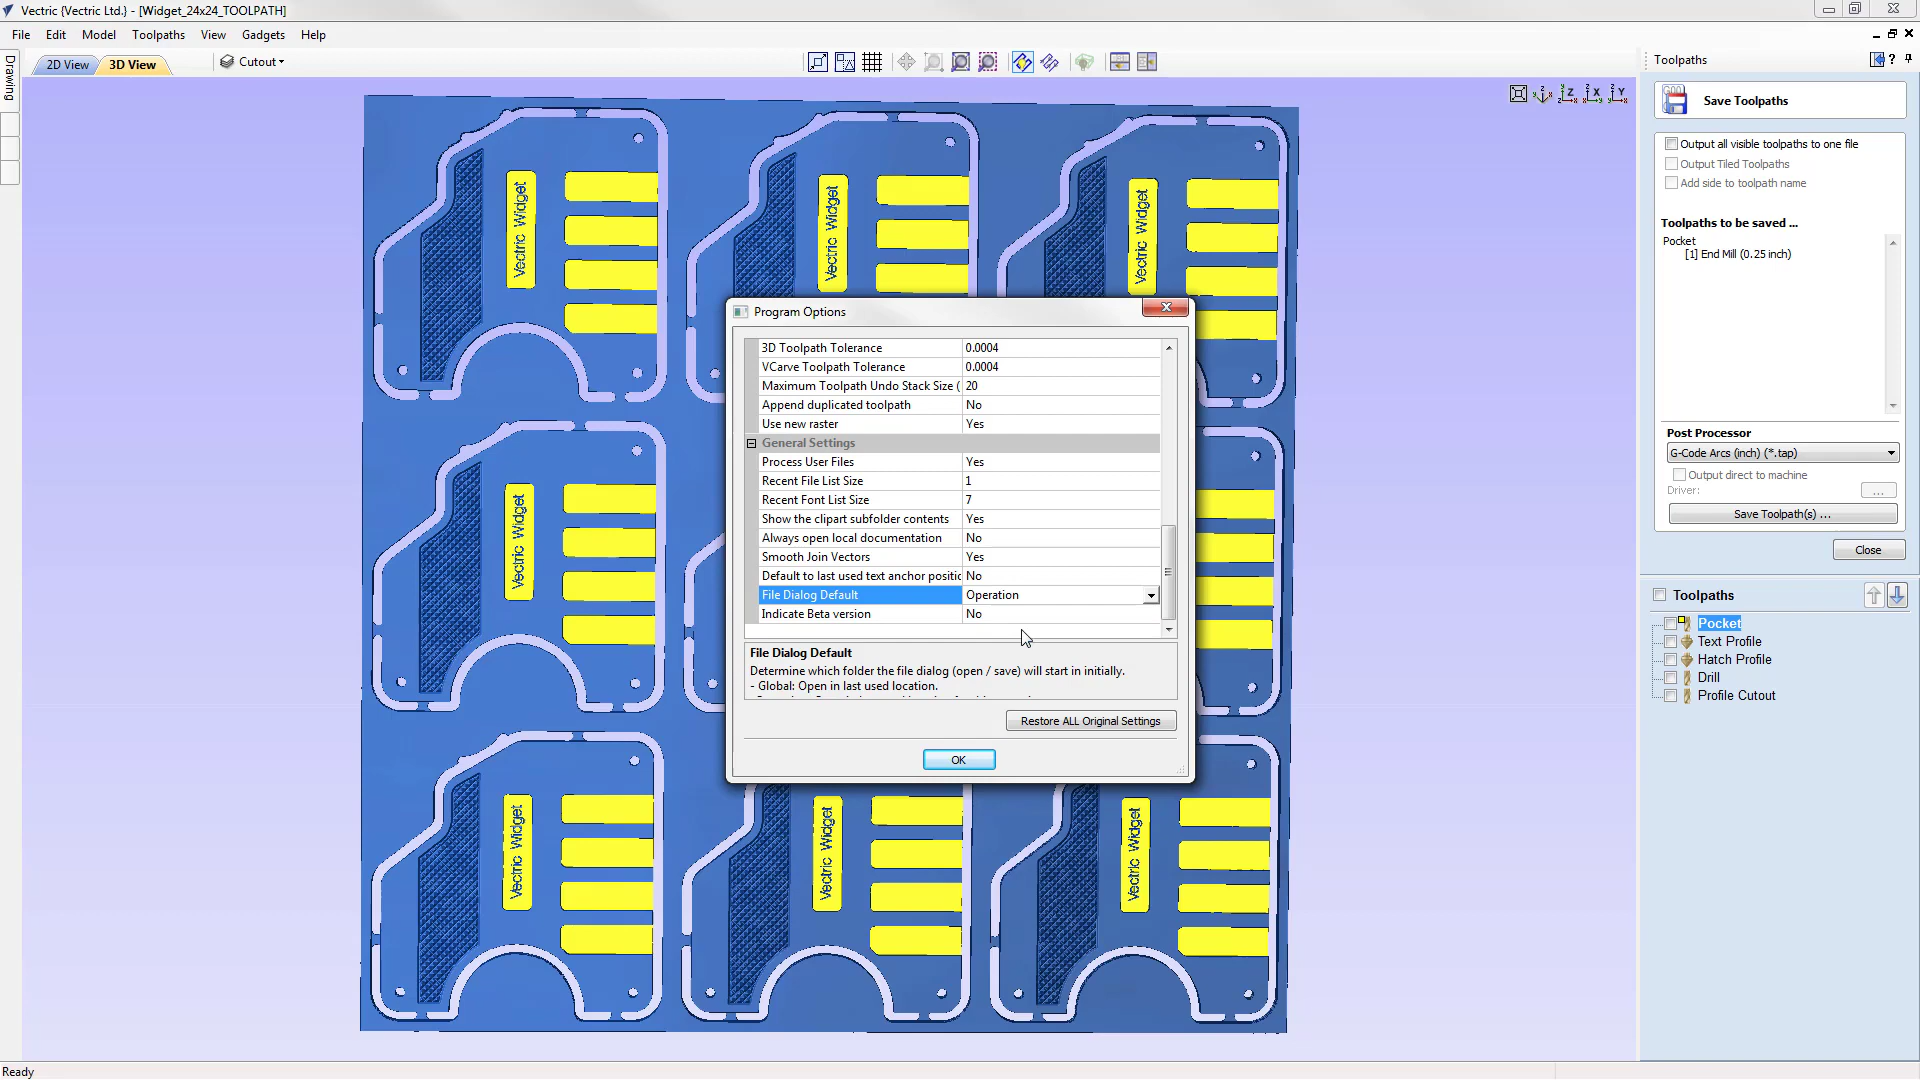 Vectric {Vectric Ltd.} - [Widget_24x24_TOOLPATH]
File Edit Model Toolpaths View Gadgets Help
Drawing
2D View 3D View Cutout
Toolpaths
Save Toolpaths
Output all visible toolpaths to one file
Output Tiled Toolpaths
Add side to toolpath name
Toolpaths to be saved ...
Pocket
[1] End Mill (0.25 inch)
Post Processor
G-Code Arcs (inch) (*.tap)
Output direct to machine
Driver: ...
Save Toolpath(s) ...
Close
Toolpaths
Pocket
Text Profile
Hatch Profile
Drill
Profile Cutout
Z X Y
Vectric Widget
Vectric Widget
Vectric Widget
Vectric Widget
Vectric Widget
Vectric Widget
Vectric Widget
Program Options
3D Toolpath Tolerance 0.0004
VCarve Toolpath Tolerance 0.0004
Maximum Toolpath Undo Stack Size ( 20
Append duplicated toolpath No
Use new raster Yes
General Settings
Process User Files Yes
Recent File List Size 1
Recent Font List Size 7
Show the clipart subfolder contents Yes
Always open local documentation No
Smooth Join Vectors Yes
Default to last used text anchor positic No
File Dialog Default Operation
Indicate Beta version No
File Dialog Default
Determine which folder the file dialog (open / save) will start in initially.
- Global: Open in last used location.
Restore ALL Original Settings
OK
Ready